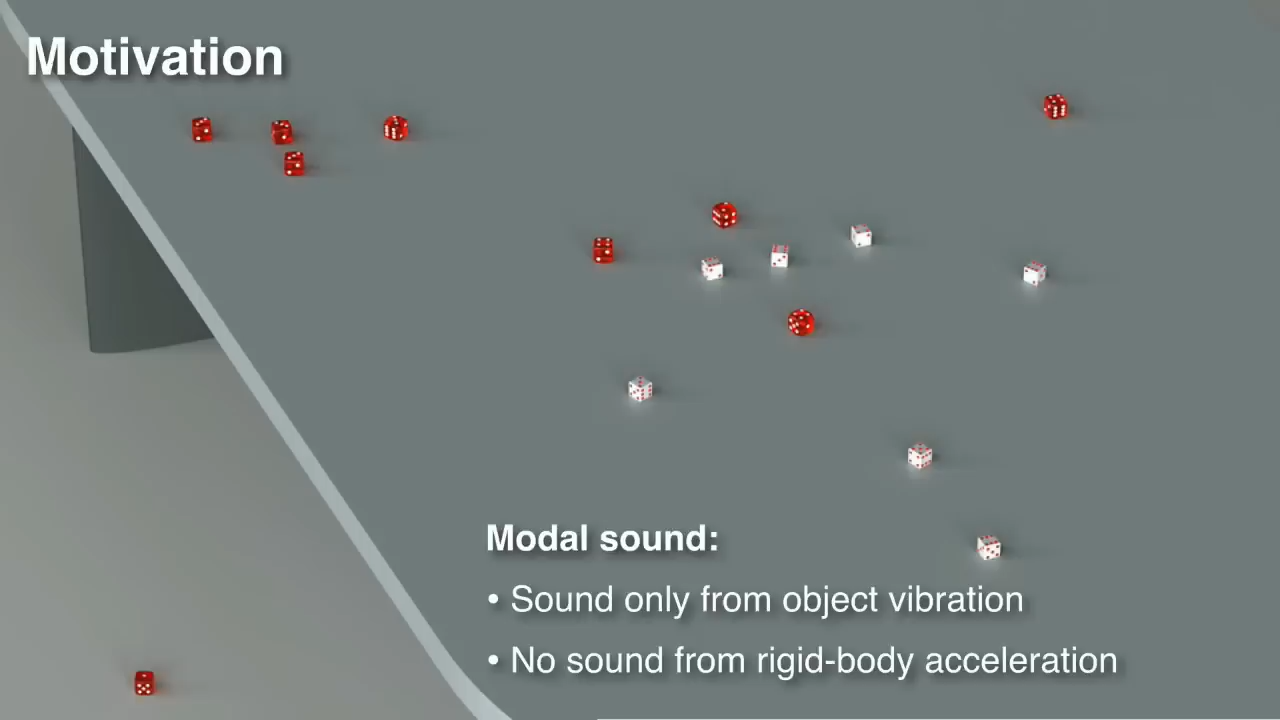 Motivation
Modal sound:
• Sound only from object vibration
• No sound from rigid-body acceleration